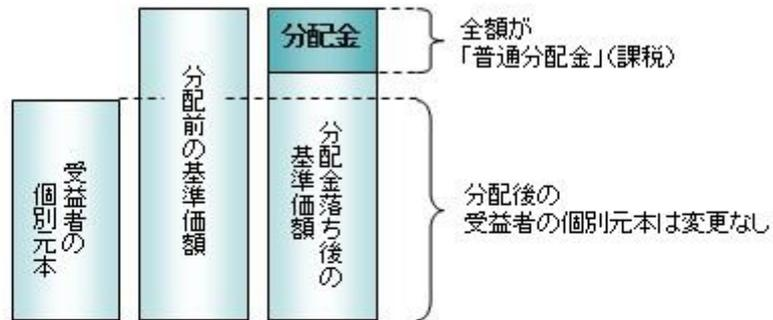 分配金
全額が
「普通分配金」(課税)
受益者の
個別元本
分配前の基準価額
分配金落ち後の
基準価額
分配後の
受益者の個別元本は変更なし